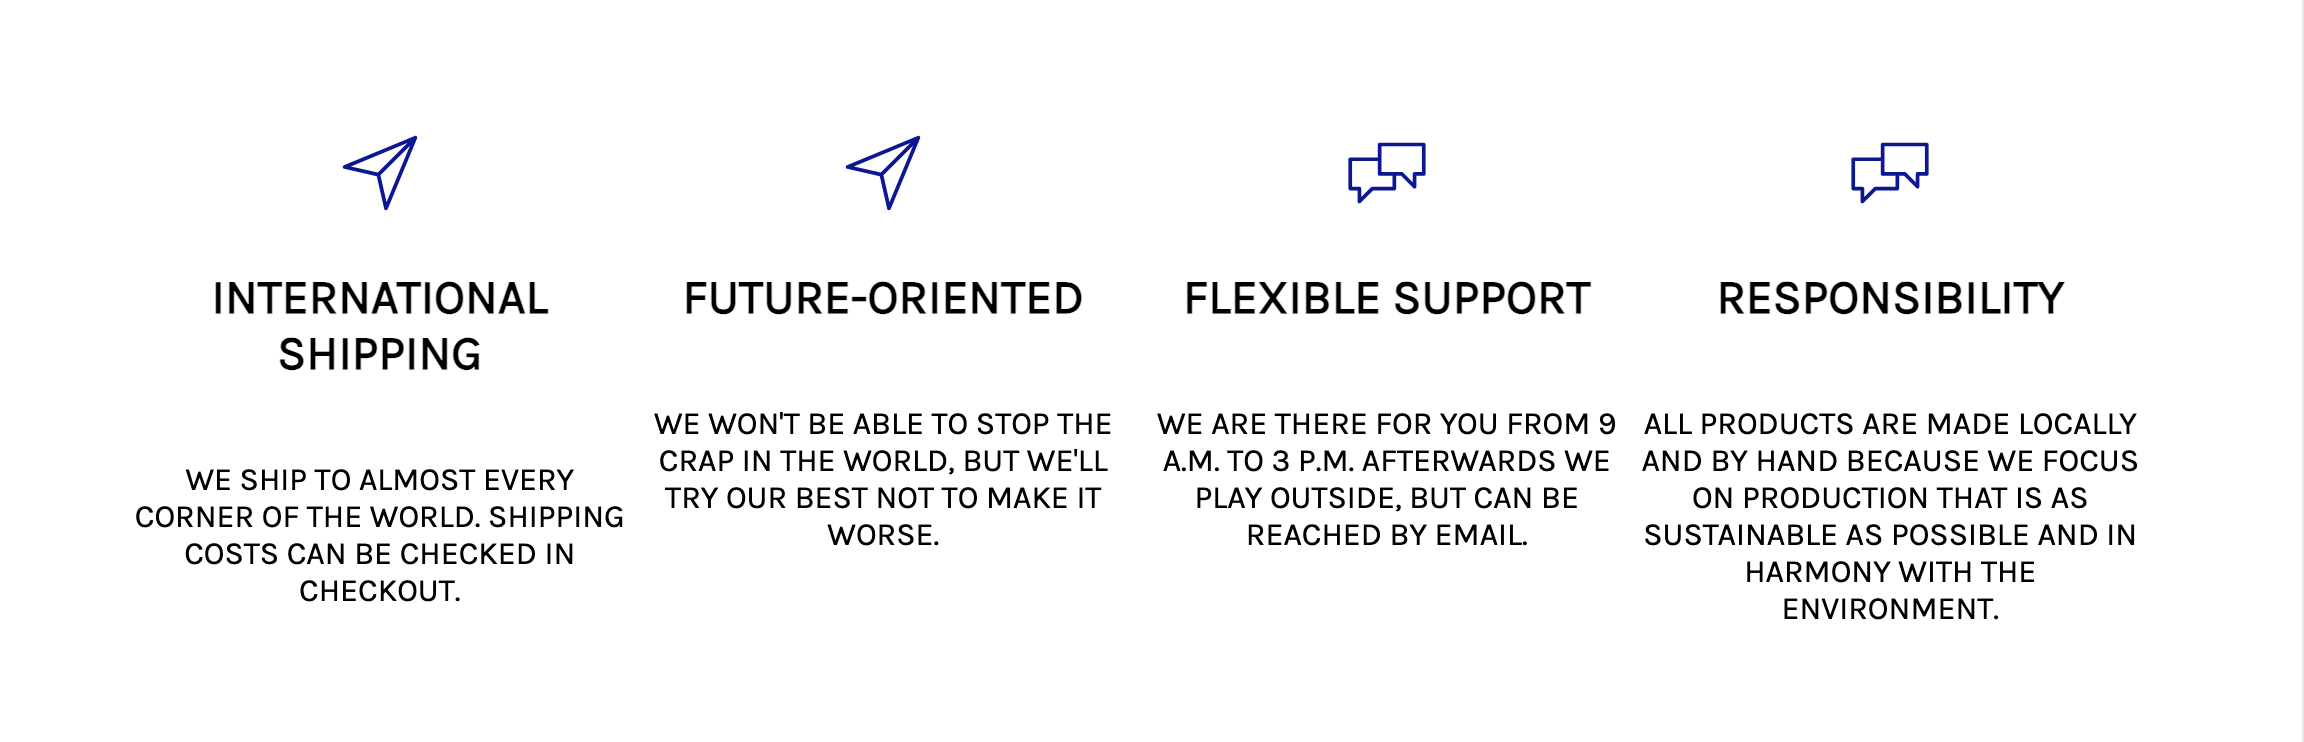 INTERNATIONAL
SHIPPING
WE SHIP TO ALMOST EVERY
CORNER OF THE WORLD. SHIPPING
COSTS CAN BE CHECKED IN
CHECKOUT.
FUTURE-ORIENTED
WE WON'T BE ABLE TO STOP THE
CRAP IN THE WORLD, BUT WE'LL
TRY OUR BEST NOT TO MAKE IT
WORSE.
FLEXIBLE SUPPORT
WE ARE THERE FOR YOU FROM 9
A.M. TO 3 P.M. AFTERWARDS WE
PLAY OUTSIDE, BUT CAN BE
REACHED BY EMAIL.
RESPONSIBILITY
ALL PRODUCTS ARE MADE LOCALLY
AND BY HAND BECAUSE WE FOCUS
ON PRODUCTION THAT IS AS
SUSTAINABLE AS POSSIBLE AND IN
HARMONY WITH THE
ENVIRONMENT.